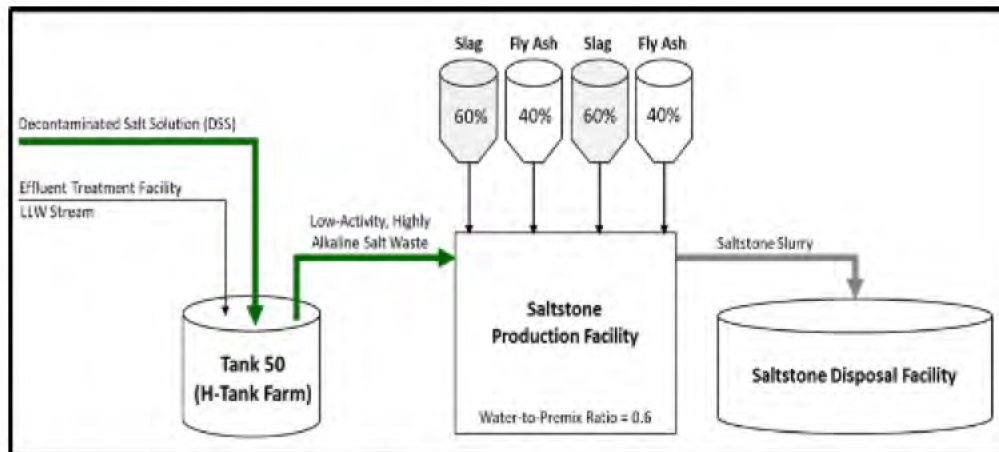 Slag Fly Ash Slag Fly Ash
60% 40% 60% 40%
Decontaminated Salt Solution (DSS)
Effluent Treatment Facility
LLW Stream
Low-Activity, Highly
Alkaline Salt Waste
Saltstone Slurry
Saltstone
Production Facility
Tank 50
(H-Tank Farm)
Saltstone Disposal Facility
Water-to-Premix Ratio = 0.6